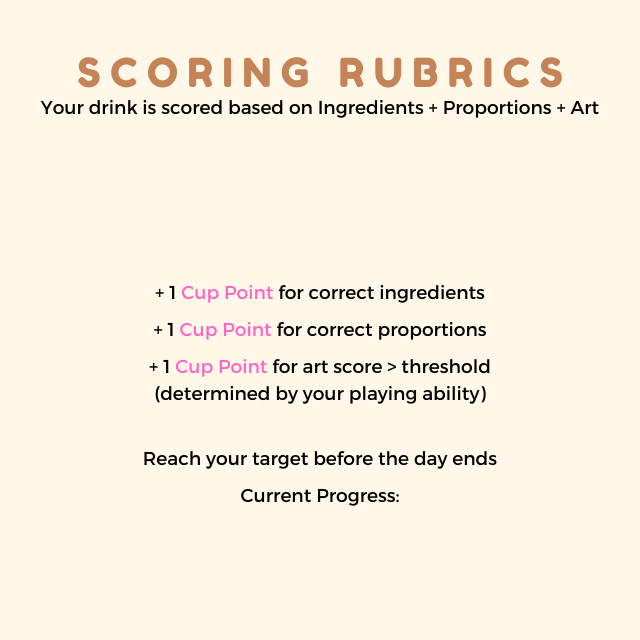 SCORING RUBRICS
Your drink is scored based on Ingredients + Proportions + Art
+ 1 Cup Point for correct ingredients
+ 1 Cup Point for correct proportions
+ 1 Cup Point for art score > threshold
(determined by your playing ability)
Reach your target before the day ends
Current Progress: